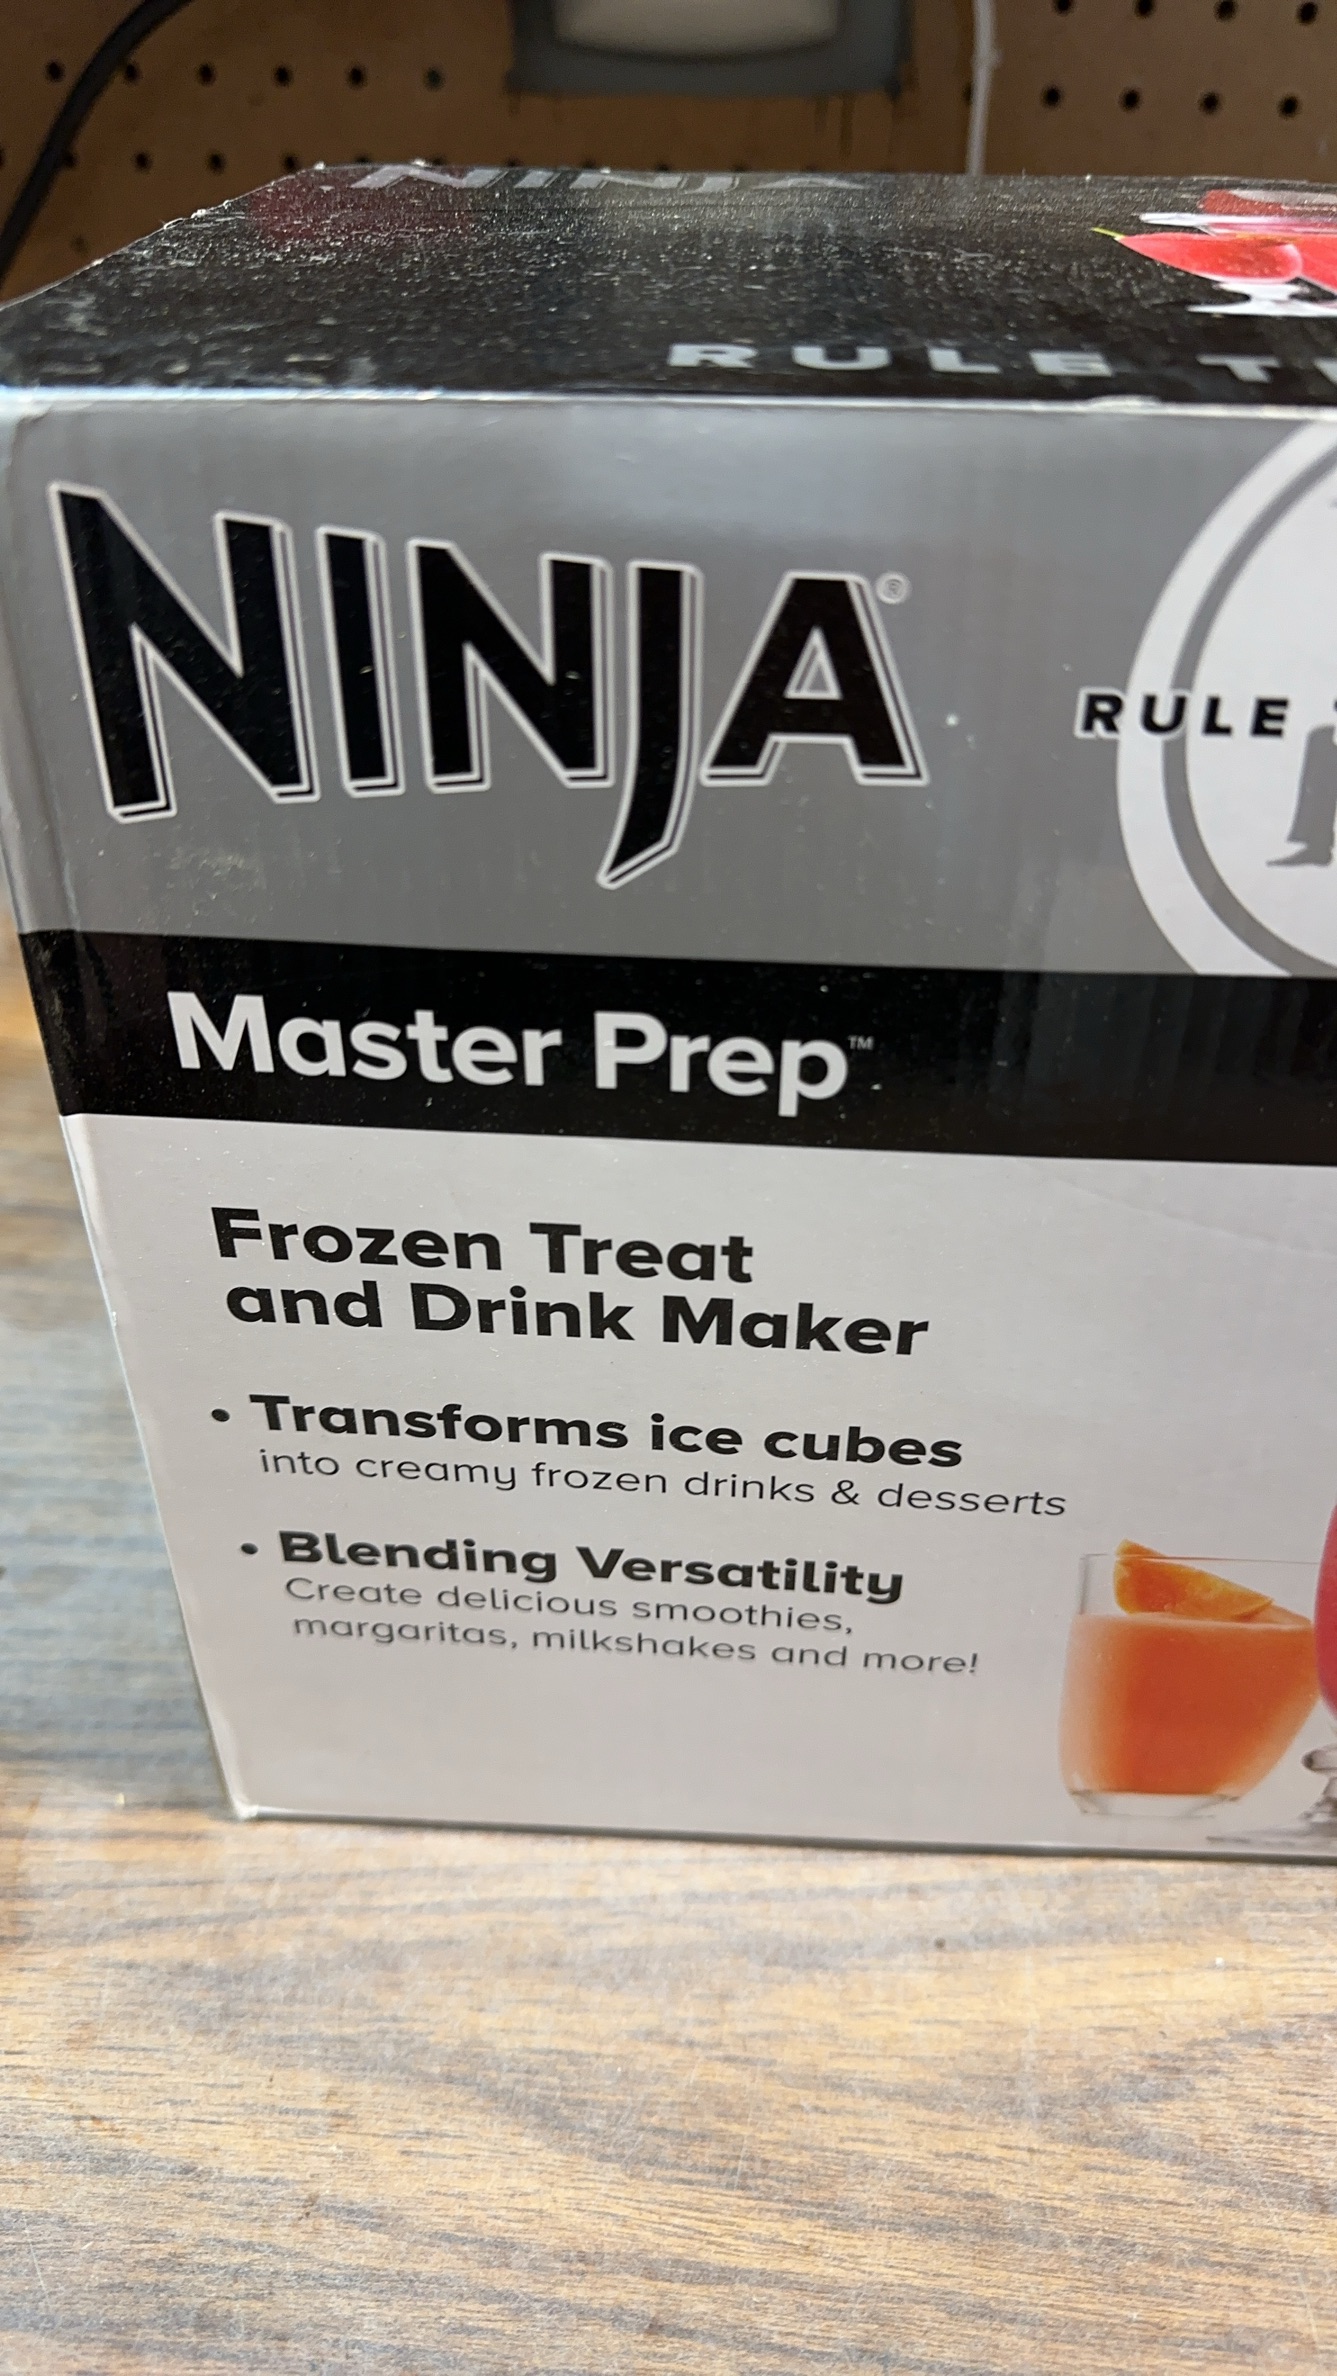 NINJA
RULE
NINJA®
RULE
Master Prep™
Frozen Treat
and Drink Maker
• Transforms ice cubes
into creamy frozen drinks & desserts
• Blending Versatility
Create delicious smoothies,
margaritas, milkshakes and more!